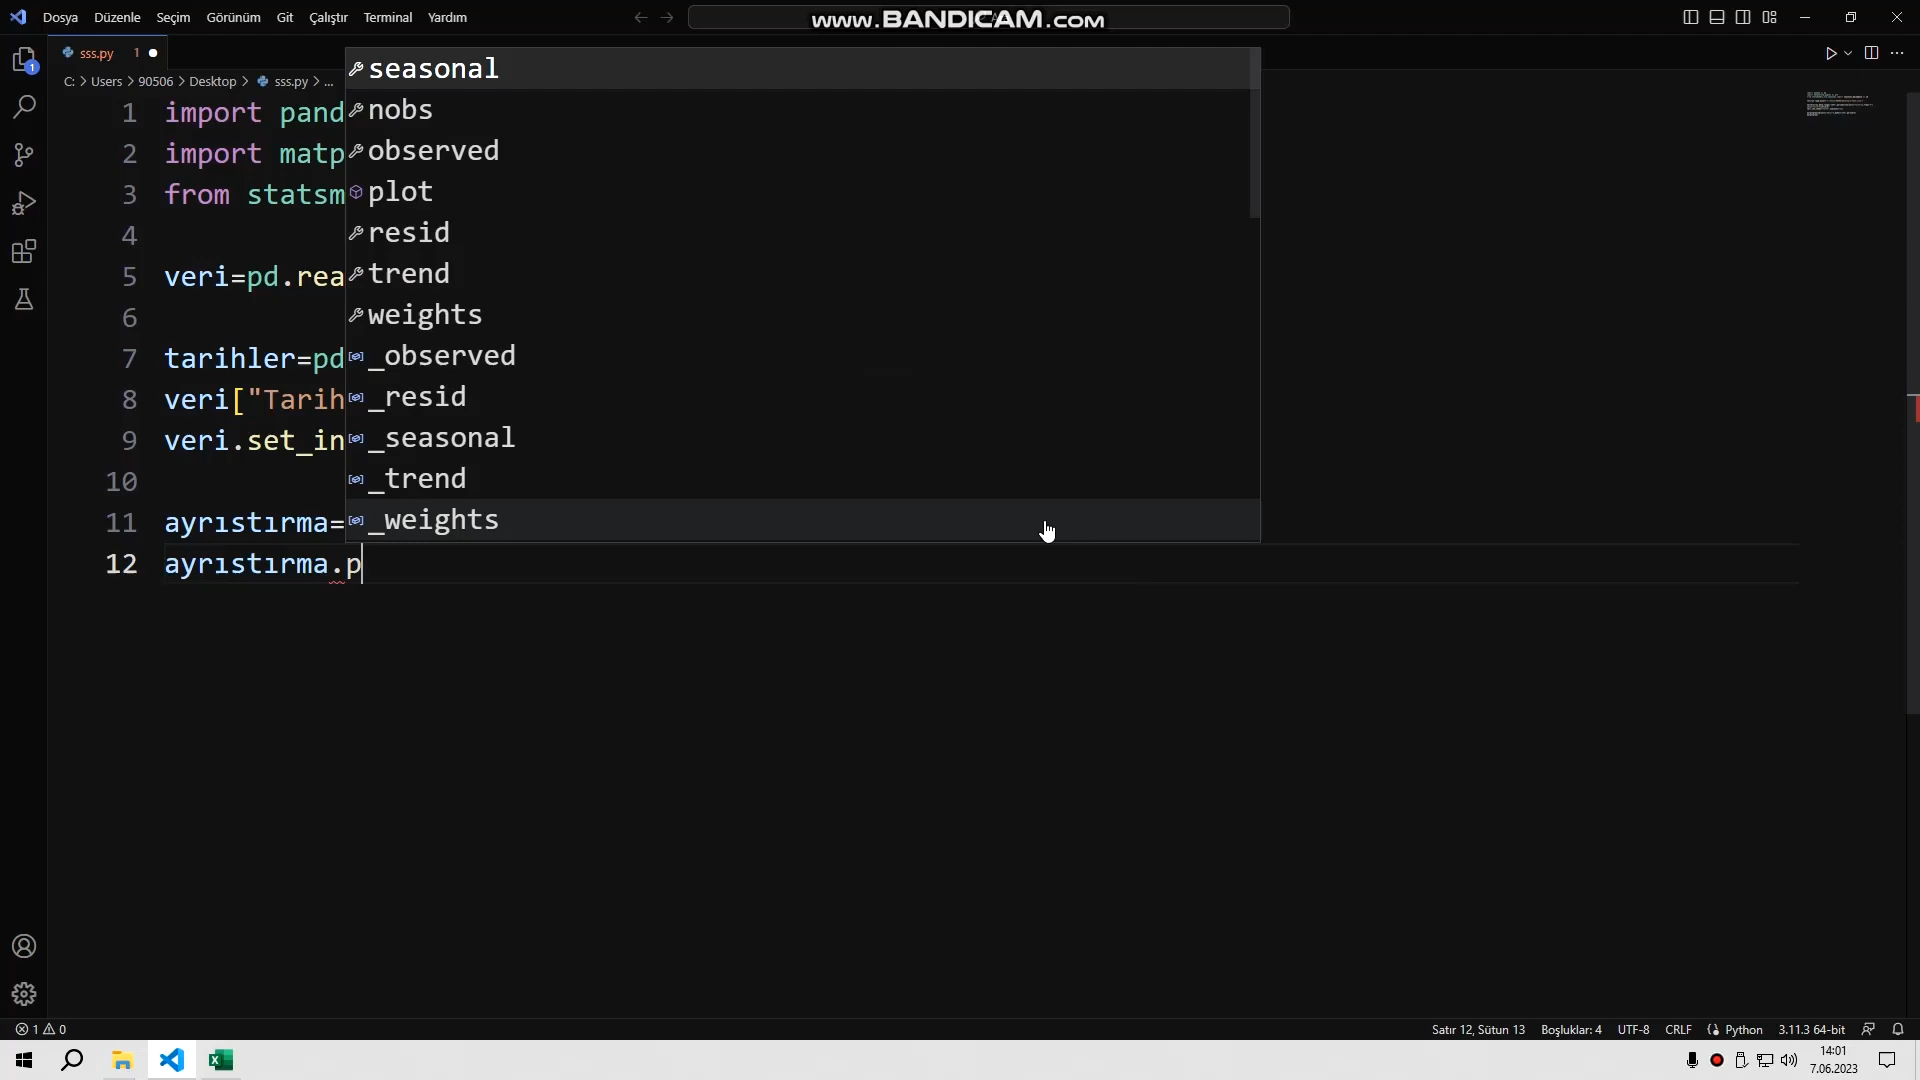 Dosya Düzenle Seçim Görünüm Git Çalıştır Terminal Yardım
www.BANDICAM.com
sss.py 1
C: > Users > 90506 > Desktop > sss.py > ...
1 import pand
2 import matp
3 from statsm
4
5 veri=pd.rea
6
7 tarihler=pd
8 veri["Tarih
9 veri.set_in
10
11 ayrıstırma=
12 ayrıstırma.p
seasonal
nobs
observed
plot
resid
trend
weights
_observed
_resid
_seasonal
_trend
_weights
1
1 0
Satır 12, Sütun 13 Boşluklar: 4 UTF-8 CRLF Python 3.11.3 64-bit
14:01
7.06.2023